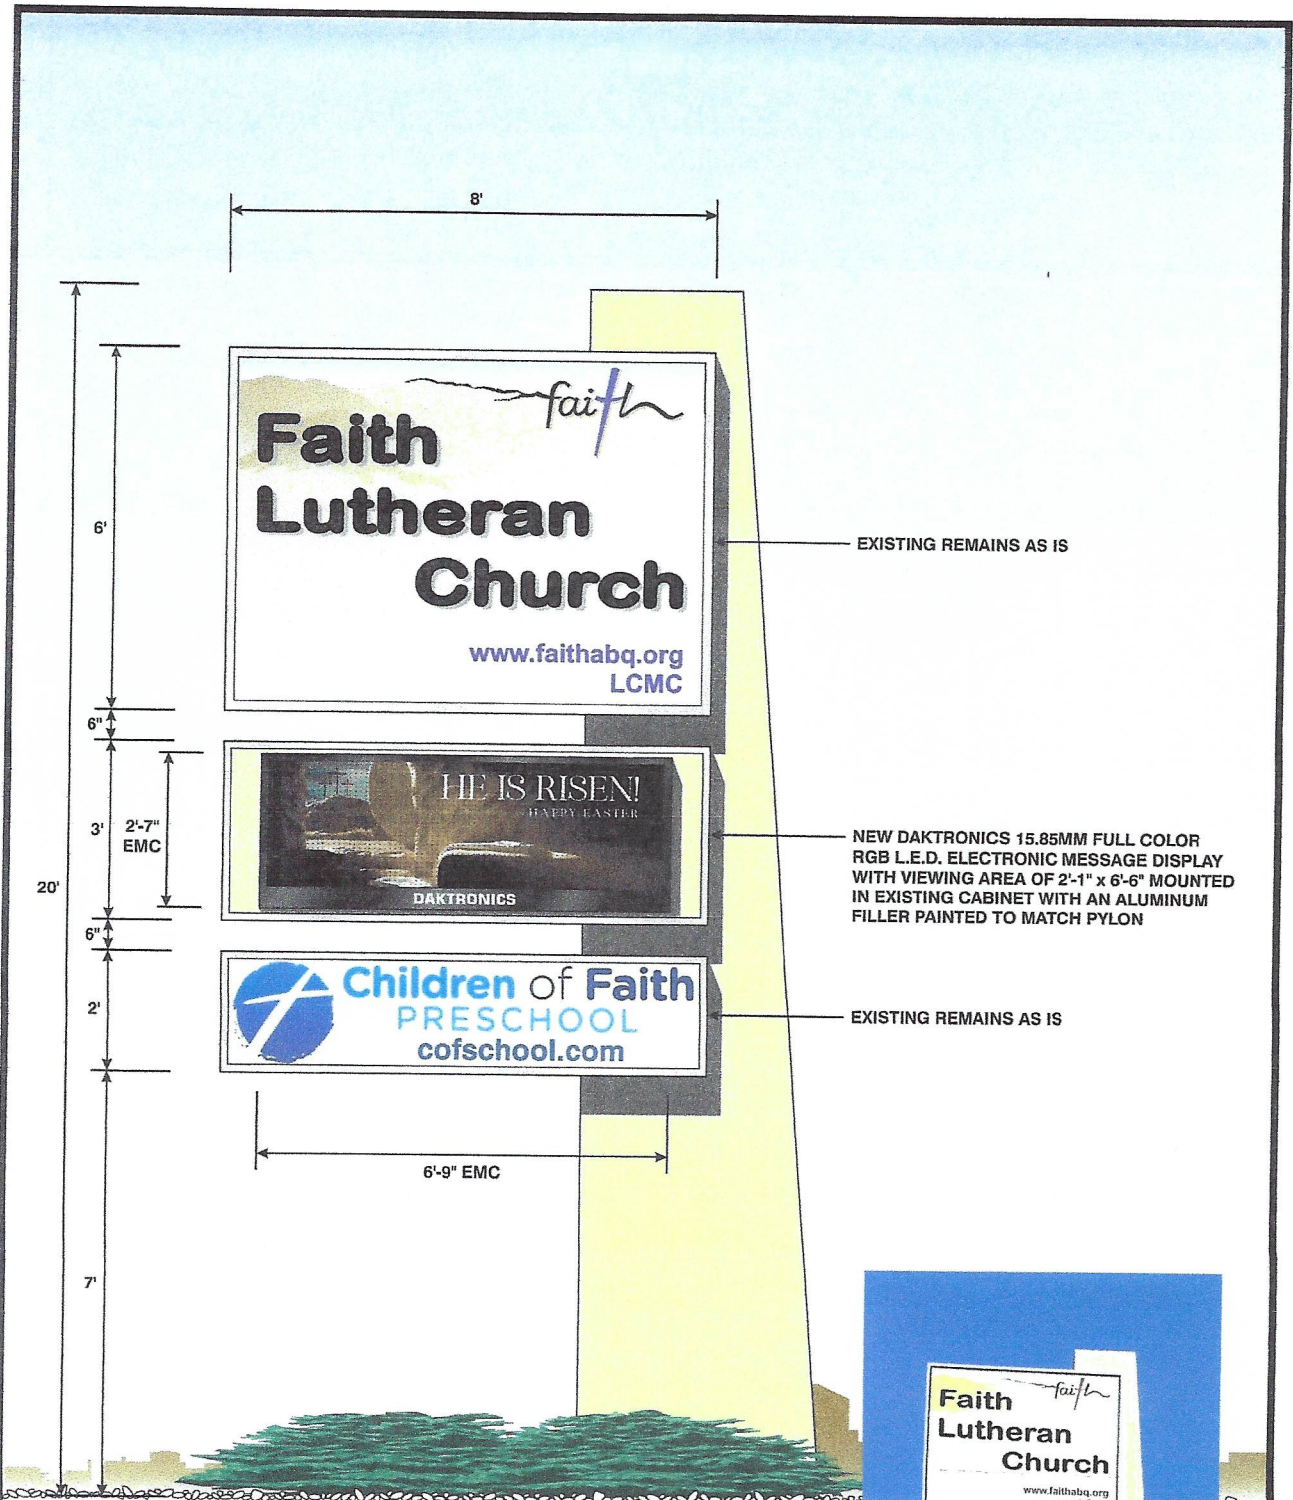 8'
faith
Faith
Lutheran
Church
www.faithabq.org
LCMC
6'
EXISTING REMAINS AS IS
6"
HE IS RISEN!
HAPPY EASTER
DAKTRONICS
3'
2'-7"
EMC
NEW DAKTRONICS 15.85MM FULL COLOR
RGB L.E.D. ELECTRONIC MESSAGE DISPLAY
WITH VIEWING AREA OF 2'-1" x 6'-6" MOUNTED
IN EXISTING CABINET WITH AN ALUMINUM
FILLER PAINTED TO MATCH PYLON
20'
6"
Children of Faith
PRESCHOOL
cofschool.com
2'
EXISTING REMAINS AS IS
6'-9" EMC
7'
faith
Faith
Lutheran
Church
www.faithabq.org